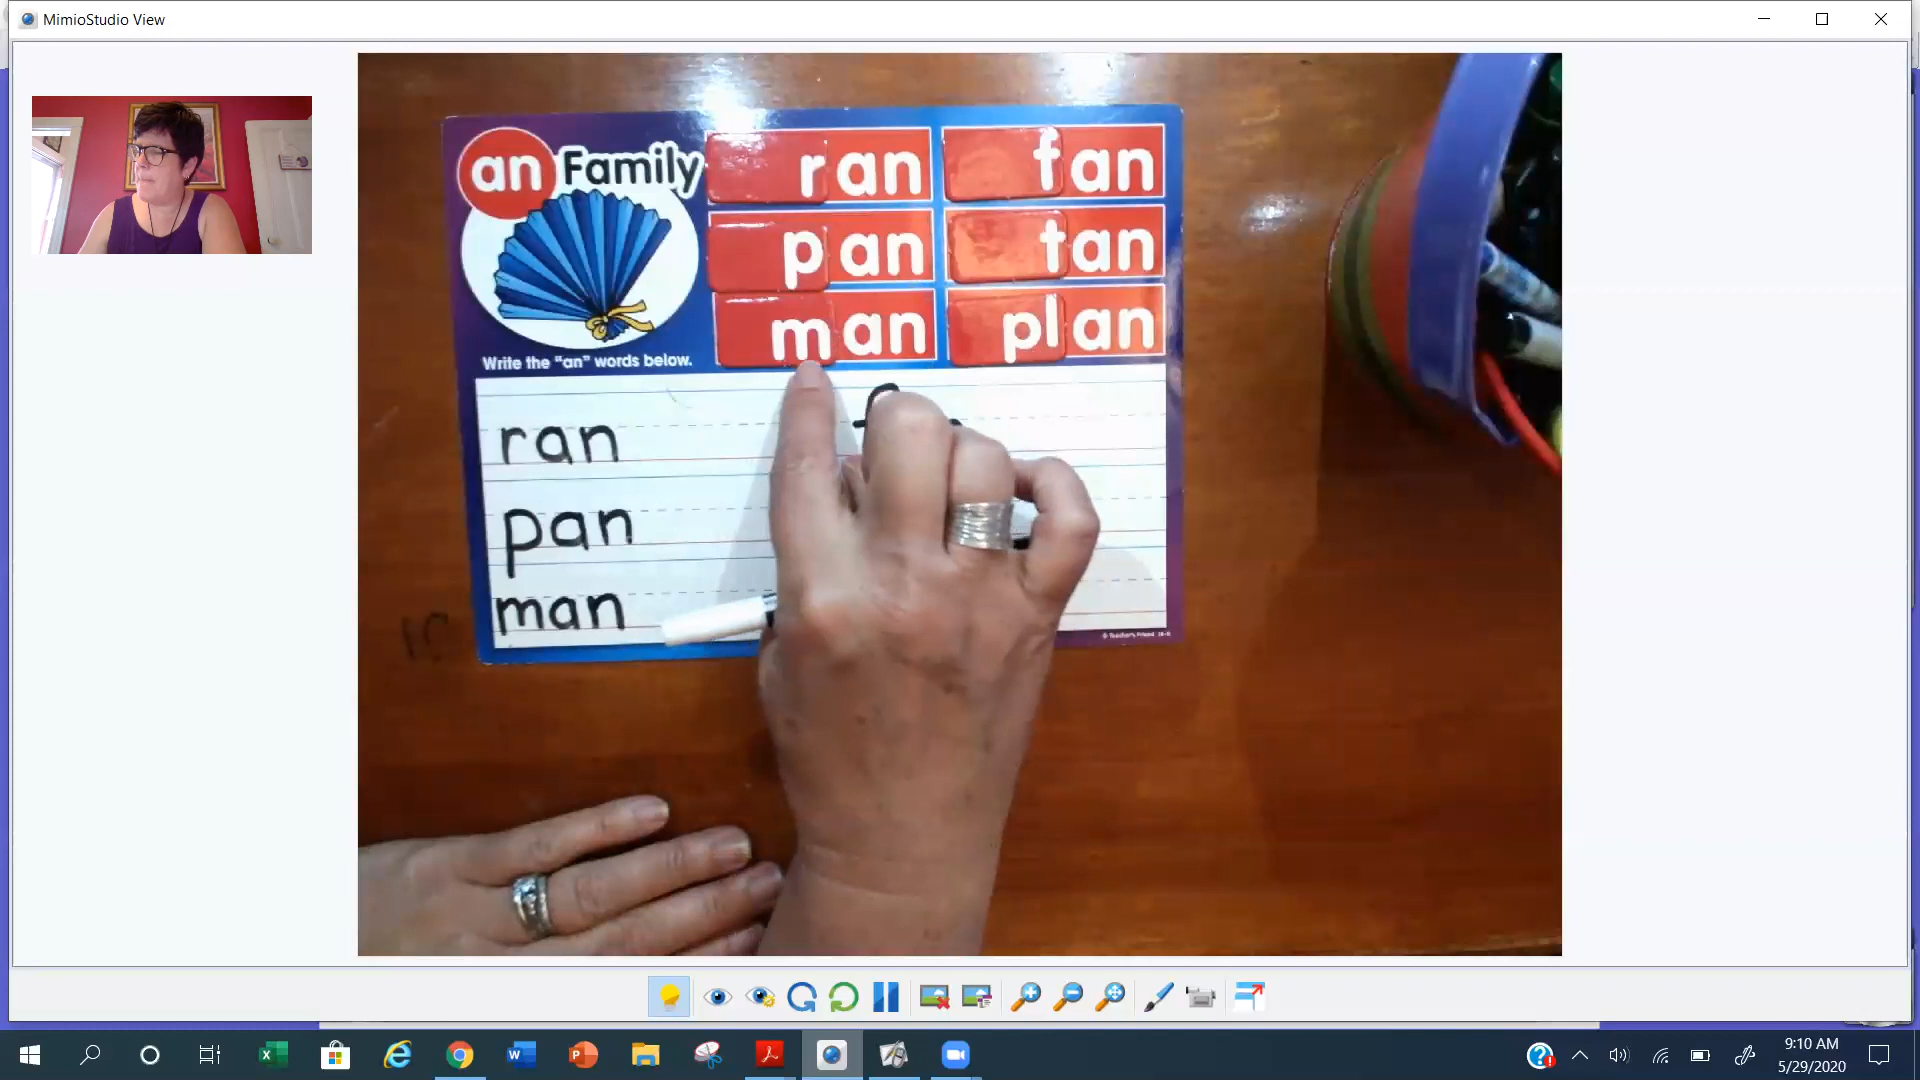 MimioStudio View
an Family
ran
fan
pan
tan
man
plan
Write the "an" words below.
ran
pan
man
9:10 AM
5/29/2020